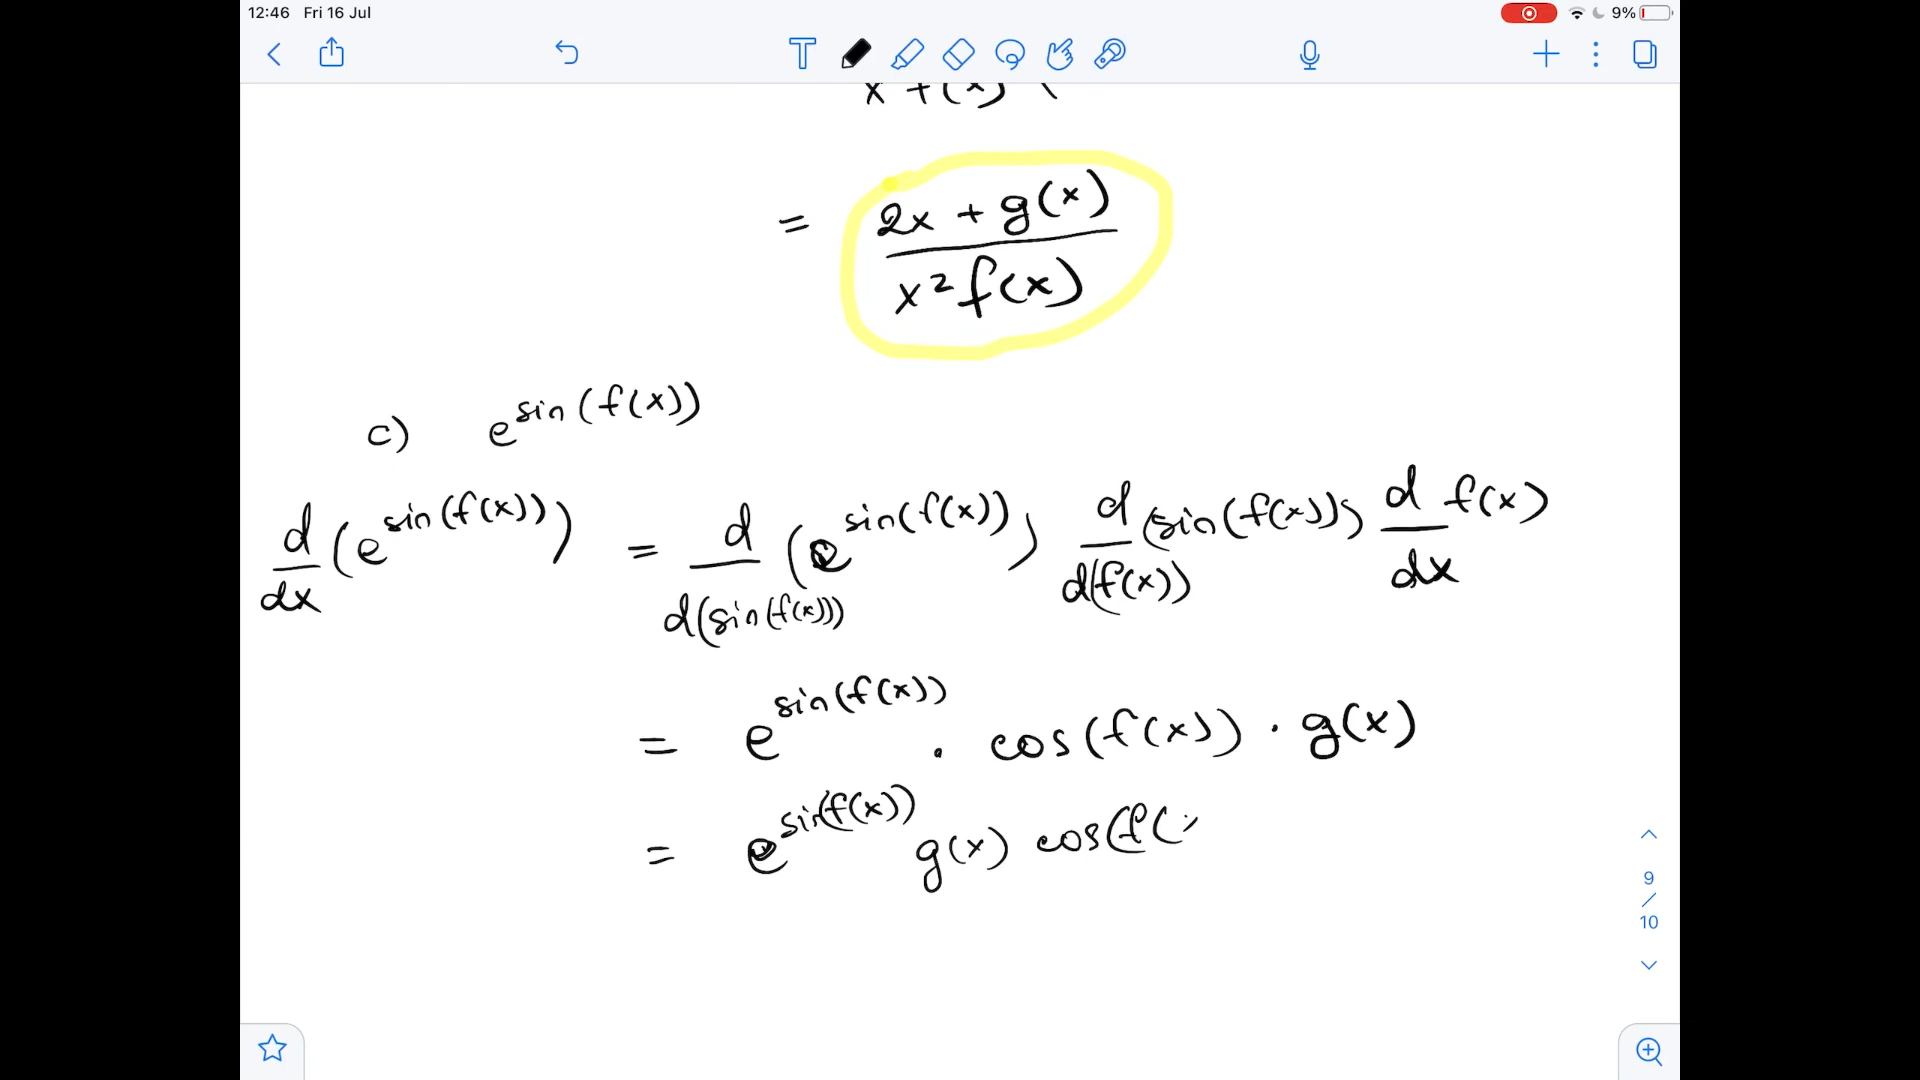 12:46 Fri 16 Jul 9%
= (2x + g(x)) / (x² f(x))
c) e^sin(f(x))
d/dx (e^sin(f(x))) = d/d(sin(f(x))) (e^sin(f(x))) d/d(f(x)) (sin(f(x))) d/dx f(x)
= e^sin(f(x)) · cos(f(x)) · g(x)
= e^sin(f(x)) g(x) cos(f(
9
/
10